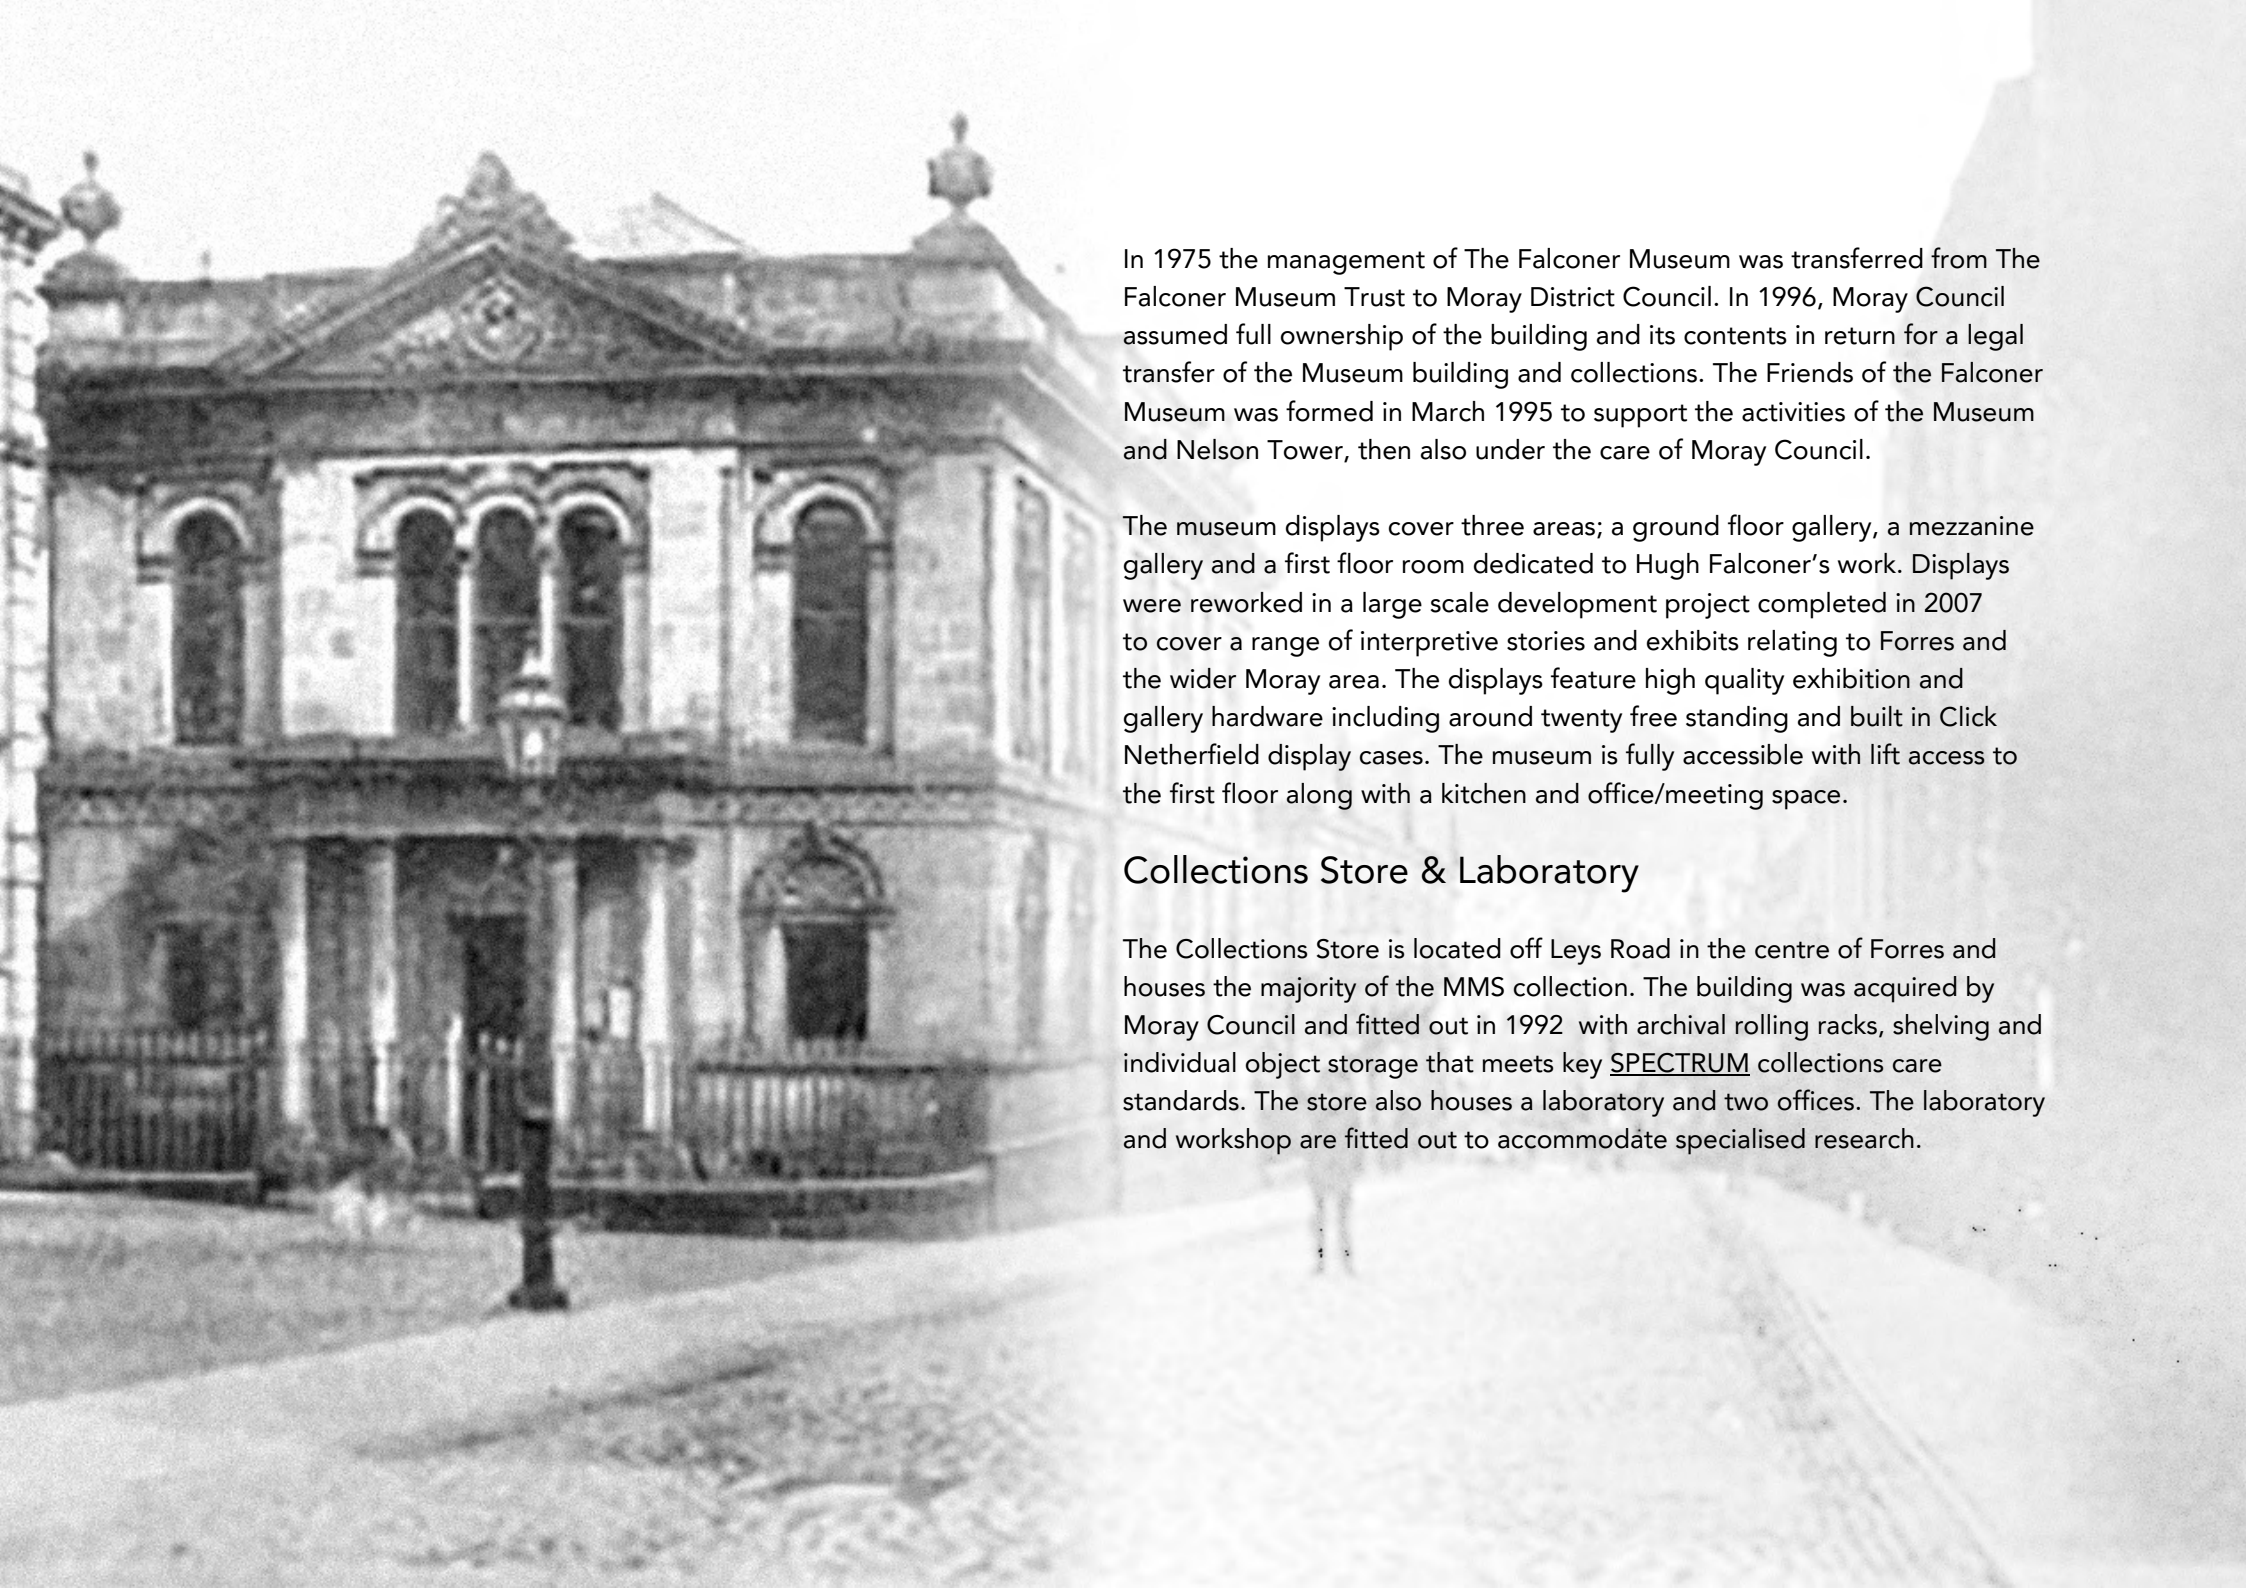 In 1975 the management of The Falconer Museum was transferred from The
Falconer Museum Trust to Moray District Council. In 1996, Moray Council
assumed full ownership of the building and its contents in return for a legal
transfer of the Museum building and collections. The Friends of the Falconer
Museum was formed in March 1995 to support the activities of the Museum
and Nelson Tower, then also under the care of Moray Council.
The museum displays cover three areas; a ground floor gallery, a mezzanine
gallery and a first floor room dedicated to Hugh Falconer’s work. Displays
were reworked in a large scale development project completed in 2007
to cover a range of interpretive stories and exhibits relating to Forres and
the wider Moray area. The displays feature high quality exhibition and
gallery hardware including around twenty free standing and built in Click
Netherfield display cases. The museum is fully accessible with lift access to
the first floor along with a kitchen and office/meeting space.
Collections Store & Laboratory
The Collections Store is located off Leys Road in the centre of Forres and
houses the majority of the MMS collection. The building was acquired by
Moray Council and fitted out in 1992  with archival rolling racks, shelving and
individual object storage that meets key SPECTRUM collections care
standards. The store also houses a laboratory and two offices. The laboratory
and workshop are fitted out to accommodate specialised research.